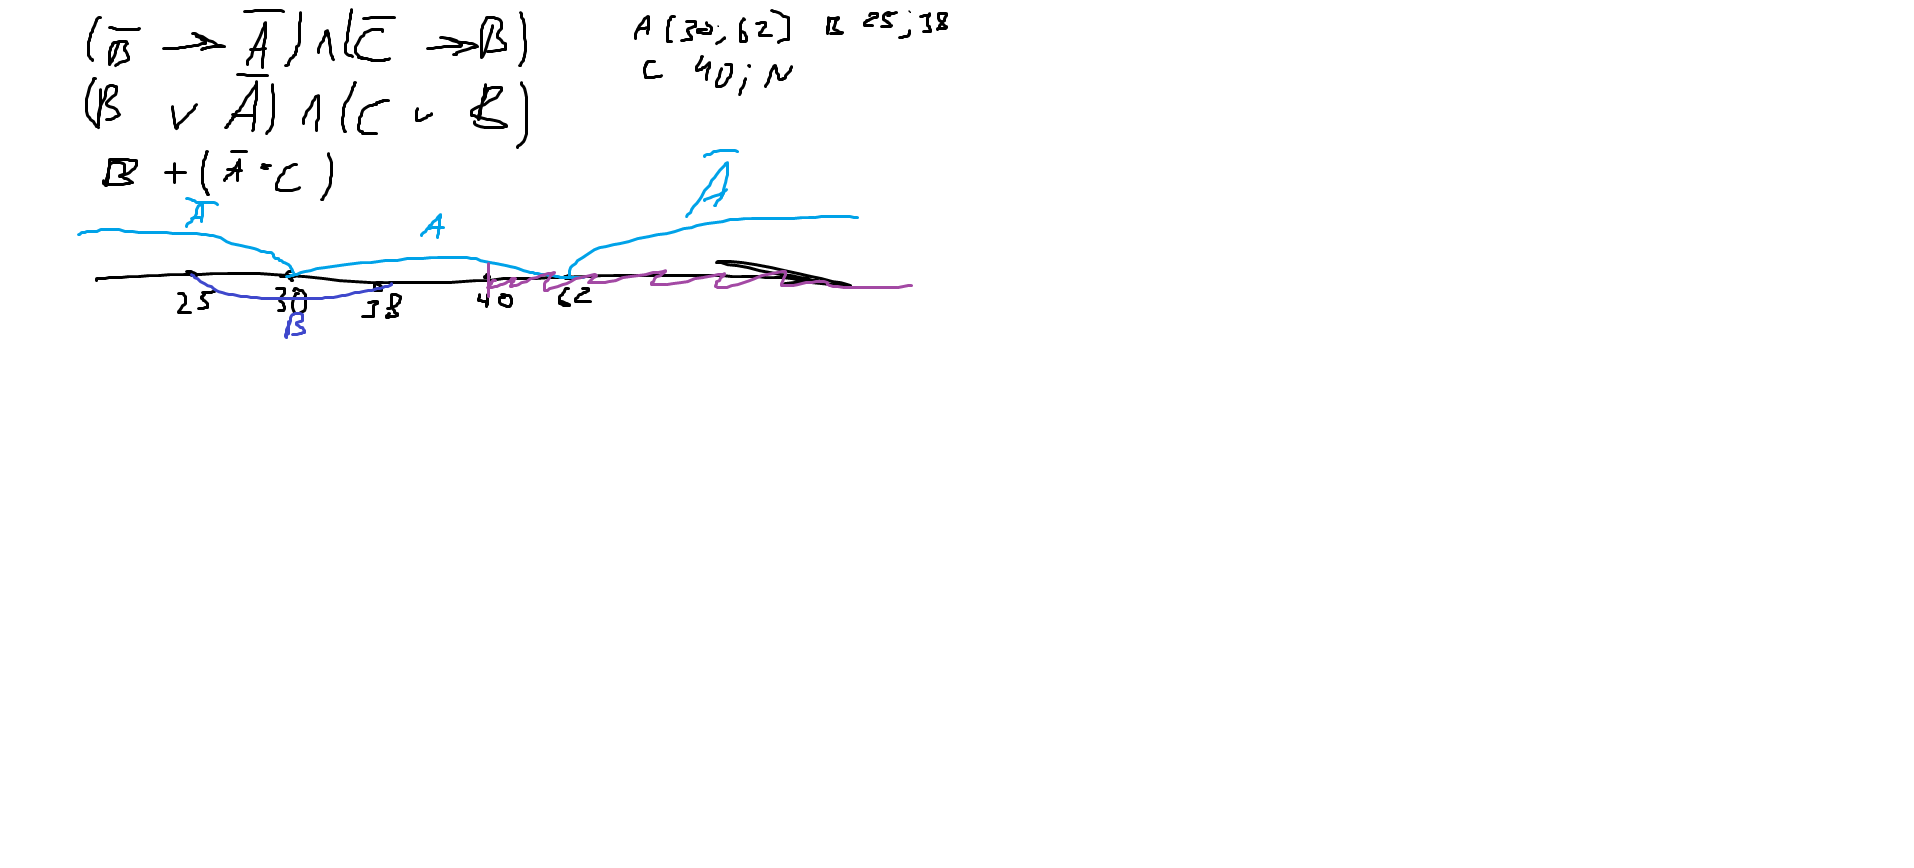 (B̅ → A̅) ∧ (C̅ → B) A [30; 62] B 25; 38
C 40; N
(B ∨ A̅) ∧ (C ∨ B)
B + (A̅ · C)
A̅ A A̅
25 30 38 40 62
B